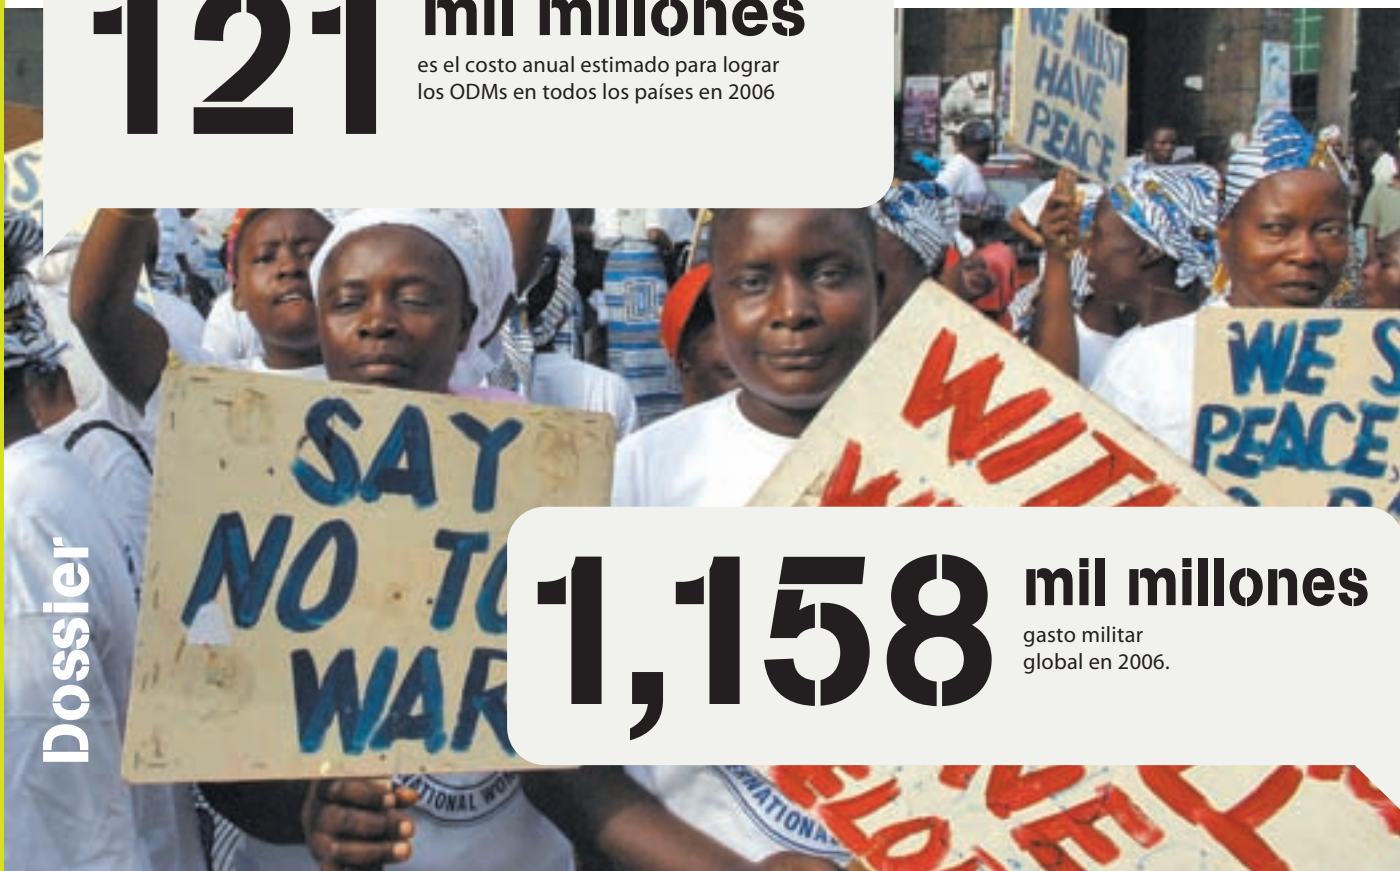 121 mil millones
es el costo anual estimado para lograr
los ODMs en todos los países en 2006
WE MUST
HAVE
PEACE
SAY
NO TO
WAR
WE S
PEACE,
1,158 mil millones
gasto militar
global en 2006.
Dossier